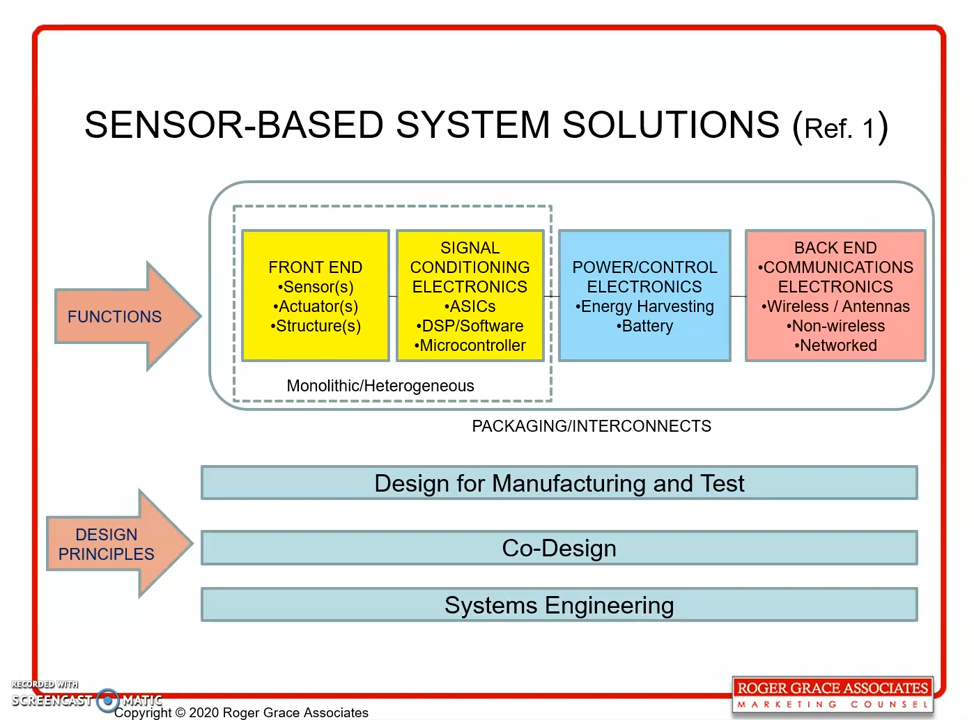 SENSOR-BASED SYSTEM SOLUTIONS (Ref. 1)
FUNCTIONS
FRONT END
•Sensor(s)
•Actuator(s)
•Structure(s)
SIGNAL
CONDITIONING
ELECTRONICS
•ASICs
•DSP/Software
•Microcontroller
POWER/CONTROL
ELECTRONICS
•Energy Harvesting
•Battery
BACK END
•COMMUNICATIONS
ELECTRONICS
•Wireless / Antennas
•Non-wireless
•Networked
Monolithic/Heterogeneous
PACKAGING/INTERCONNECTS
DESIGN
PRINCIPLES
Design for Manufacturing and Test
Co-Design
Systems Engineering
RECORDED WITH
SCREENCAST MATIC
Copyright © 2020 Roger Grace Associates
ROGER GRACE ASSOCIATES
MARKETING COUNSEL